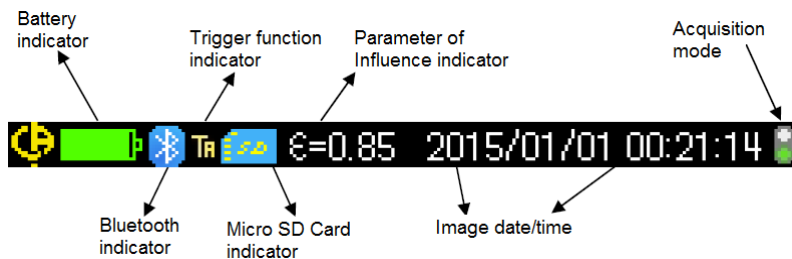 Battery
indicator
Trigger function
indicator
Parameter of
Influence indicator
Acquisition
mode
CA TA SD €=0.85 2015/01/01 00:21:14
Bluetooth
indicator
Micro SD Card
indicator
Image date/time